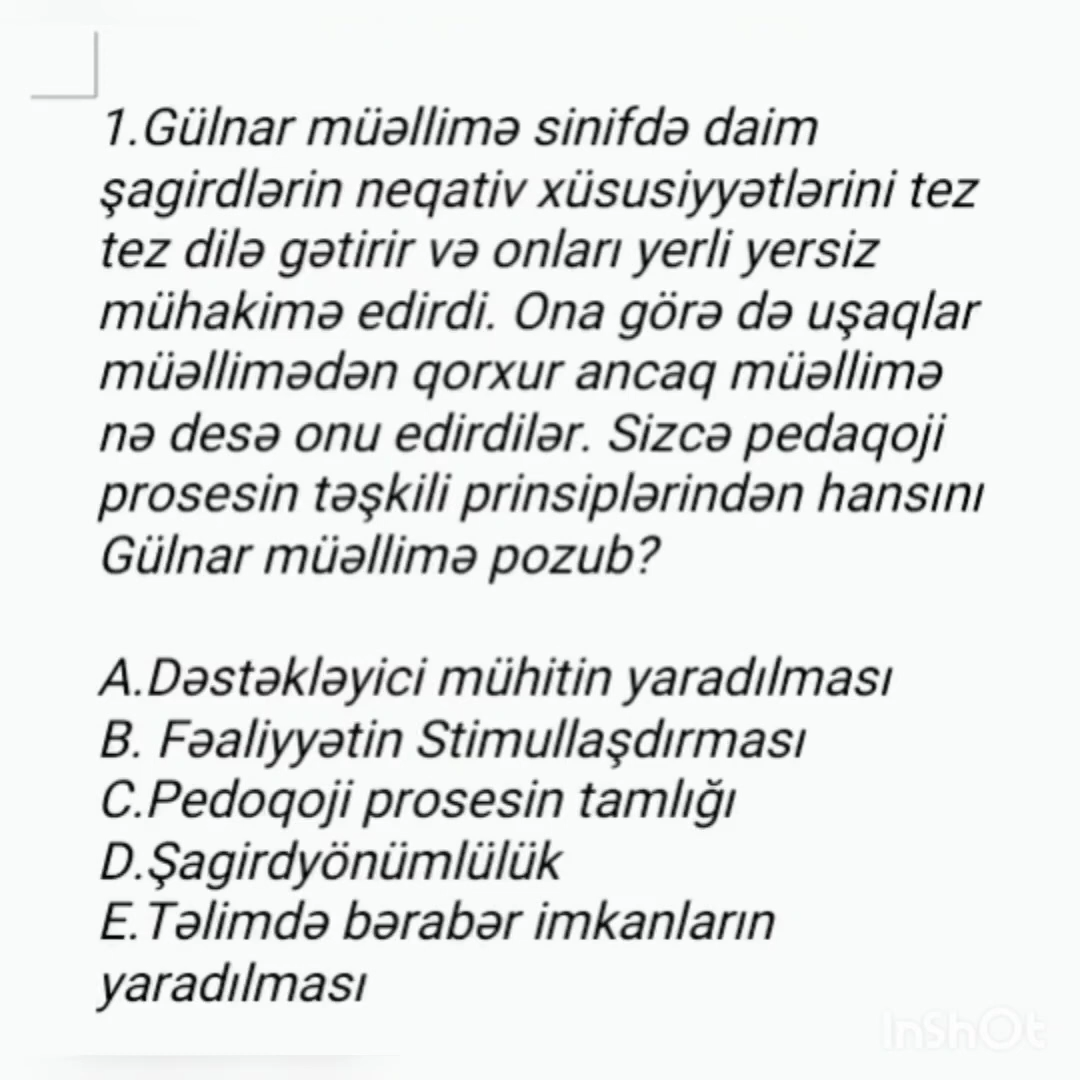 1.Gülnar müəllimə sinifdə daim
şagirdlərin neqativ xüsusiyyətlərini tez
tez dilə gətirir və onları yerli yersiz
mühakimə edirdi. Ona görə də uşaqlar
müəllimədən qorxur ancaq müəllimə
nə desə onu edirdilər. Sizcə pedaqoji
prosesin təşkili prinsiplərindən hansını
Gülnar müəllimə pozub?
A.Dəstəkləyici mühitin yaradılması
B. Fəaliyyətin Stimullaşdırması
C.Pedoqoji prosesin tamlığı
D.Şagirdyönümlülük
E.Təlimdə bərabər imkanların
yaradılması
InShOt